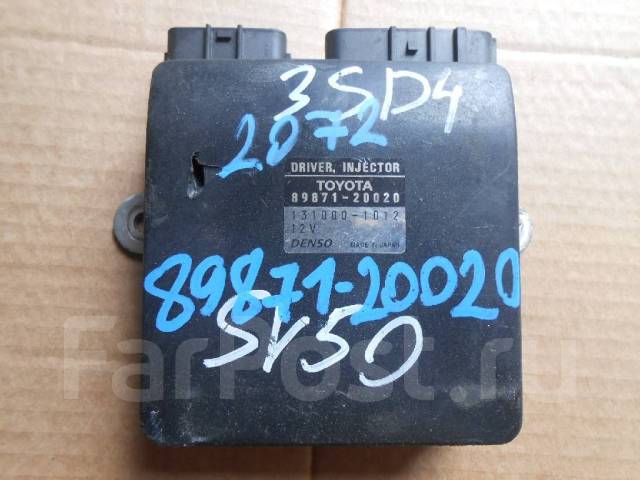 3SD4
2072
DRIVER, INJECTOR
TOYOTA
89871-20020
131000-1012
12V
DENSO MADE IN JAPAN
89871-20020
SV50
FarPost.ru